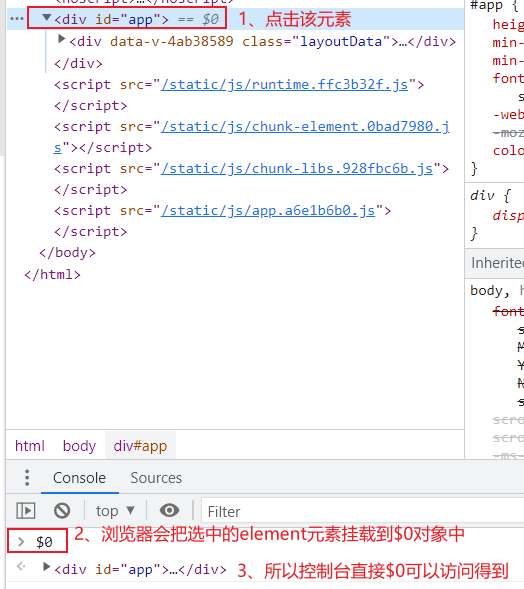 <div id="app"> == $0 1、点击该元素
<div data-v-4ab38589 class="layoutData">…</div>
</div>
<script src="/static/js/runtime.ffc3b32f.js">
</script>
<script src="/static/js/chunk-element.0bad7980.j
s"></script>
<script src="/static/js/chunk-libs.928fbc6b.js">
</script>
<script src="/static/js/app.a6e1b6b0.js">
</script>
</body>
</html>
#app {
heig
min-
min-
font
s
-web
-moz
colo
}
div {
disp
}
Inherite
body, h
font
s
M
Y
N
s
scro
scro
-ms-
html body div#app
Console Sources
top ▼ Filter
> $0 2、浏览器会把选中的element元素挂载到$0对象中
<div id="app">…</div> 3、所以控制台直接$0可以访问得到